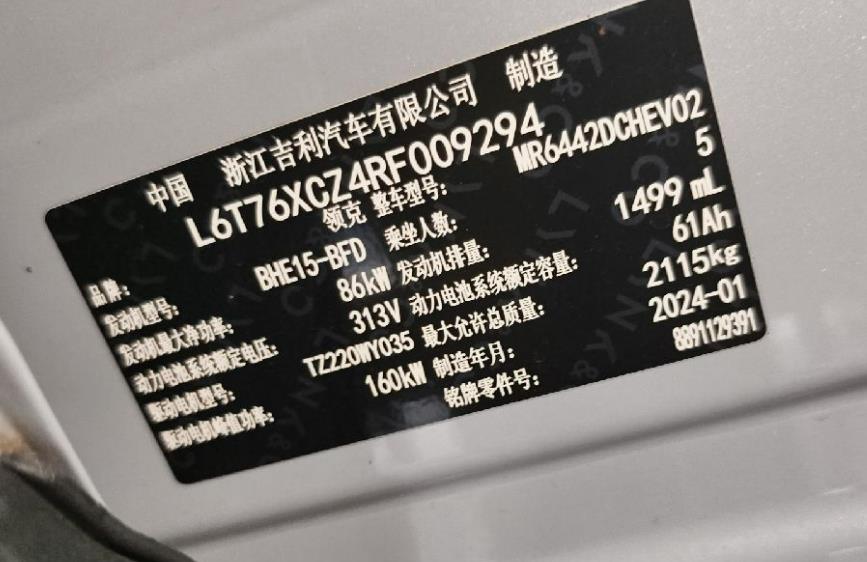 中国 浙江吉利汽车有限公司 制造
L6T76XCZ4RF009294
品牌: 领克 整车型号: MR6442DCHEV02
发动机型号: BHE15-BFD 乘坐人数: 5
发动机最大净功率: 86kW 发动机排量: 1499 mL
动力电池系统额定电压: 313V 动力电池系统额定容量: 61Ah
驱动电机型号: TZ220WY035 最大允许总质量: 2115kg
驱动电机峰值功率: 160kW 制造年月: 2024-01
铭牌零件号: 8891129391